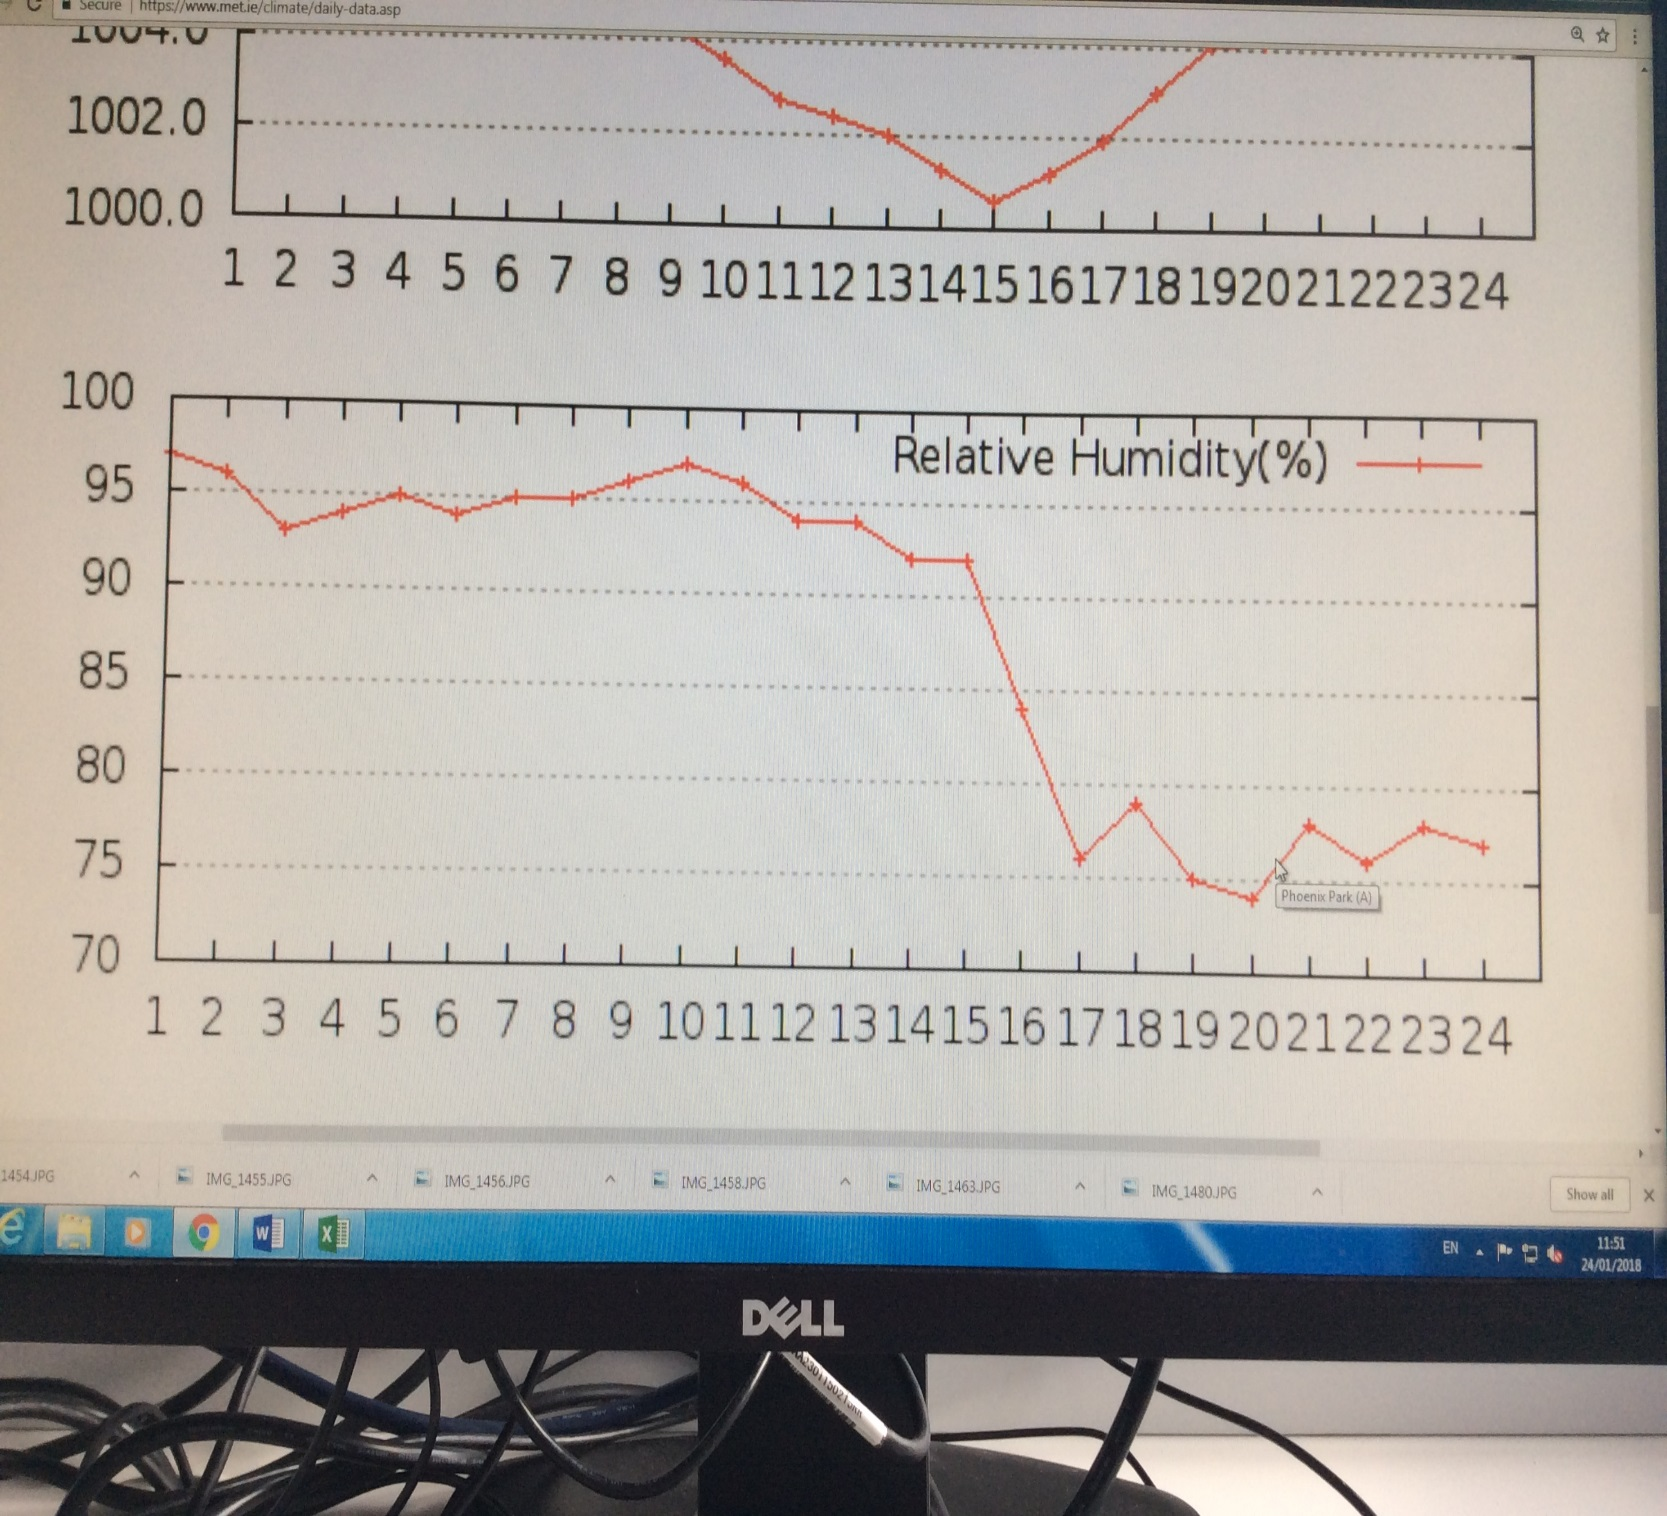 Secure | https://www.met.ie/climate/daily-data.asp
1004.0
1002.0
1000.0
1 2 3 4 5 6 7 8 9 10 11 12 13 14 15 16 17 18 19 20 21 22 23 24
100
Relative Humidity(%)
95
90
85
80
75
Phoenix Park (A)
70
1 2 3 4 5 6 7 8 9 10 11 12 13 14 15 16 17 18 19 20 21 22 23 24
1454.JPG IMG_1455.JPG IMG_1456.JPG IMG_1458.JPG IMG_1463.JPG IMG_1480.JPG Show all
EN 11:51
24/01/2018
DELL